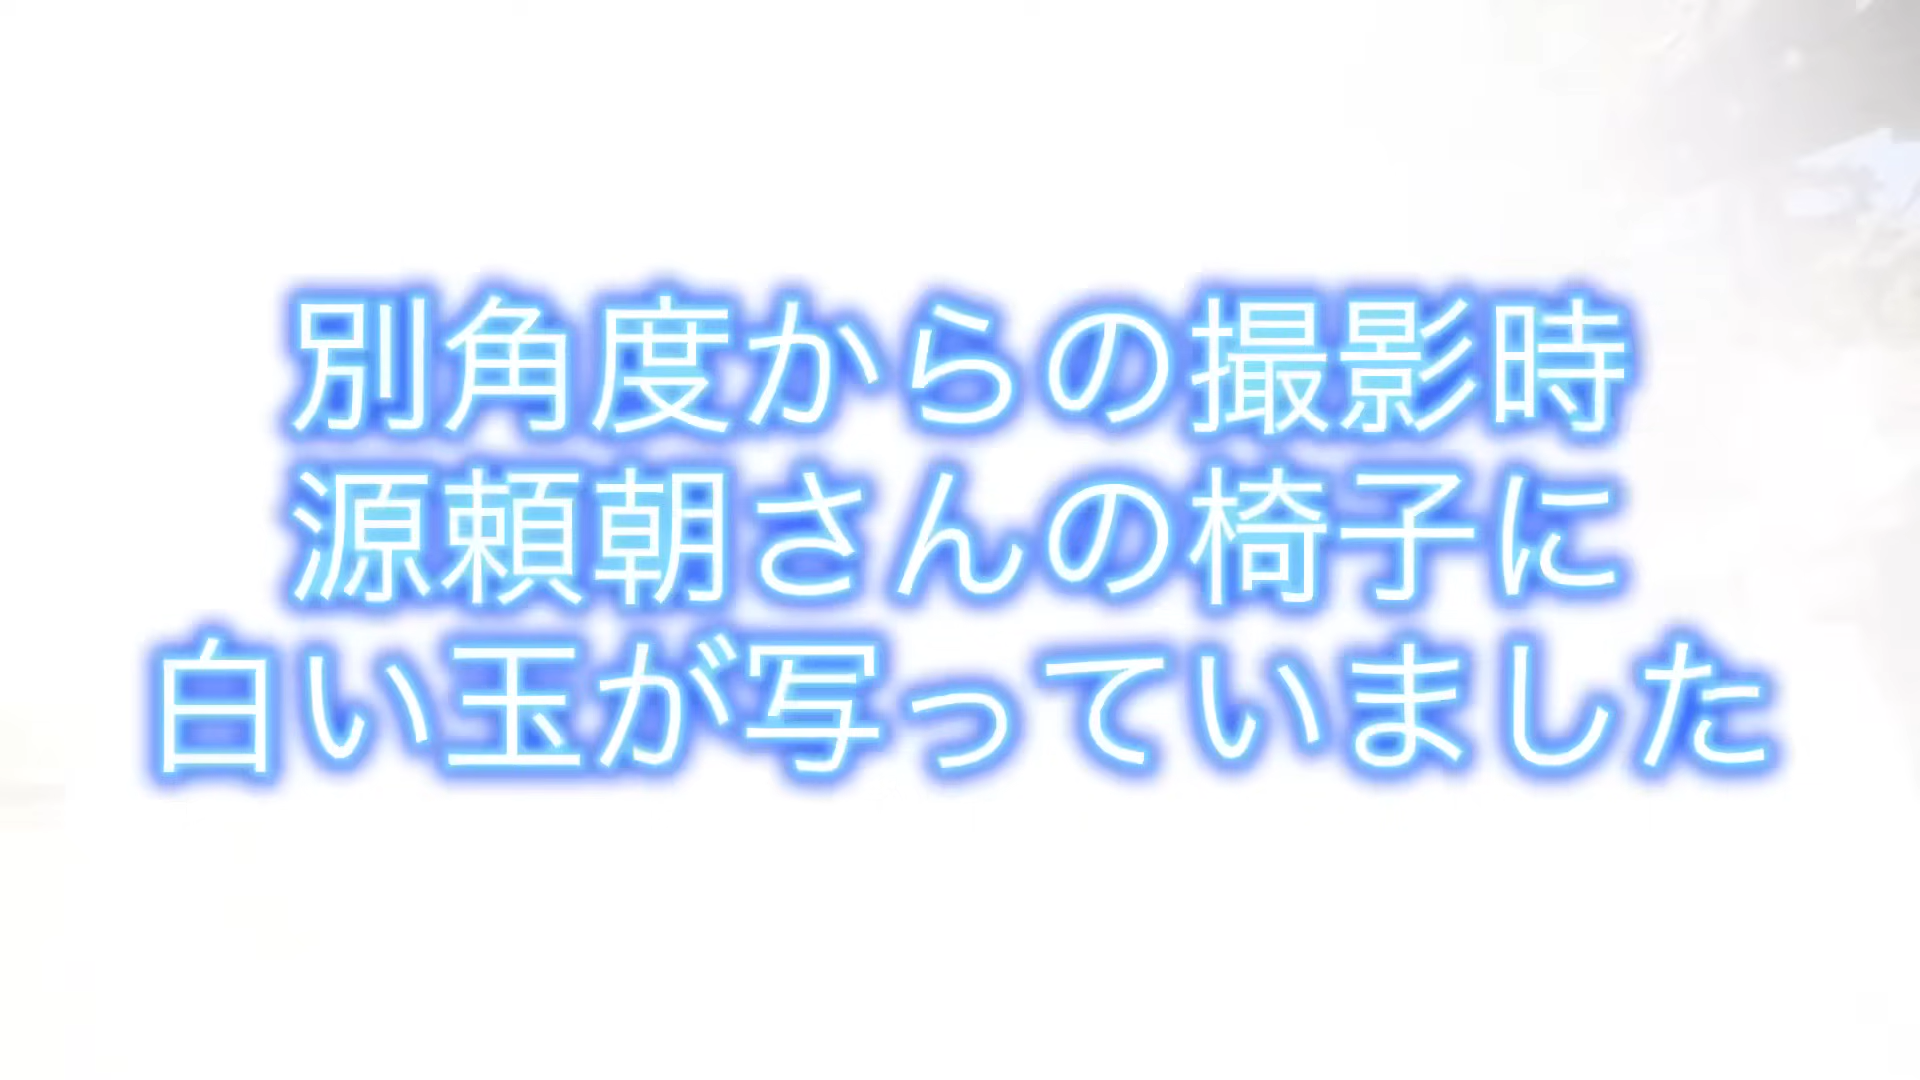 別角度からの撮影時
源頼朝さんの椅子に
白い玉が写っていました